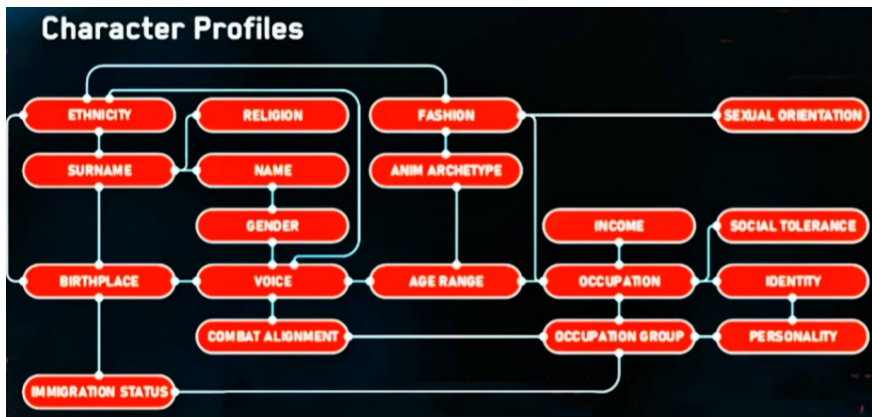 Character Profiles
ETHNICITY
RELIGION
FASHION
SEXUAL ORIENTATION
SURNAME
NAME
ANIM ARCHETYPE
GENDER
INCOME
SOCIAL TOLERANCE
BIRTHPLACE
VOICE
AGE RANGE
OCCUPATION
IDENTITY
COMBAT ALIGNMENT
OCCUPATION GROUP
PERSONALITY
IMMIGRATION STATUS